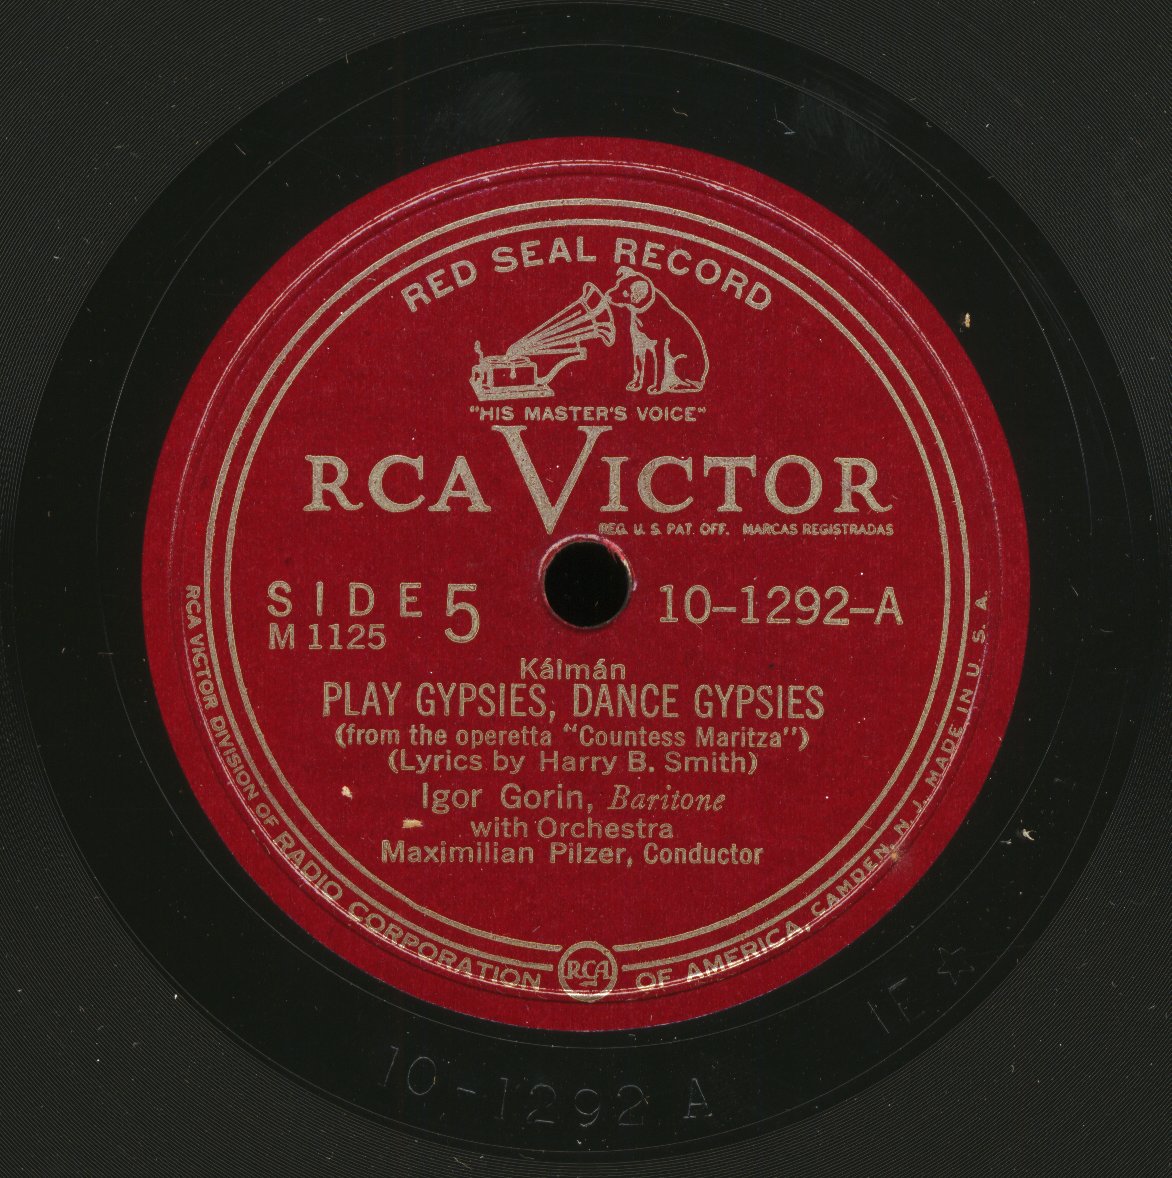 RED SEAL RECORD
"HIS MASTER'S VOICE"
RCA VICTOR
REG. U. S. PAT. OFF. MARCAS REGISTRADAS
SIDE 5
M 1125
10-1292-A
Kálmán
PLAY GYPSIES, DANCE GYPSIES
(from the operetta "Countess Maritza")
(Lyrics by Harry B. Smith)
Igor Gorin, Baritone
with Orchestra
Maximilian Pilzer, Conductor
RCA VICTOR DIVISION OF RADIO CORPORATION OF AMERICA, CAMDEN, N. J. MADE IN U. S. A.
RCA
10-1292 A
1E ☆